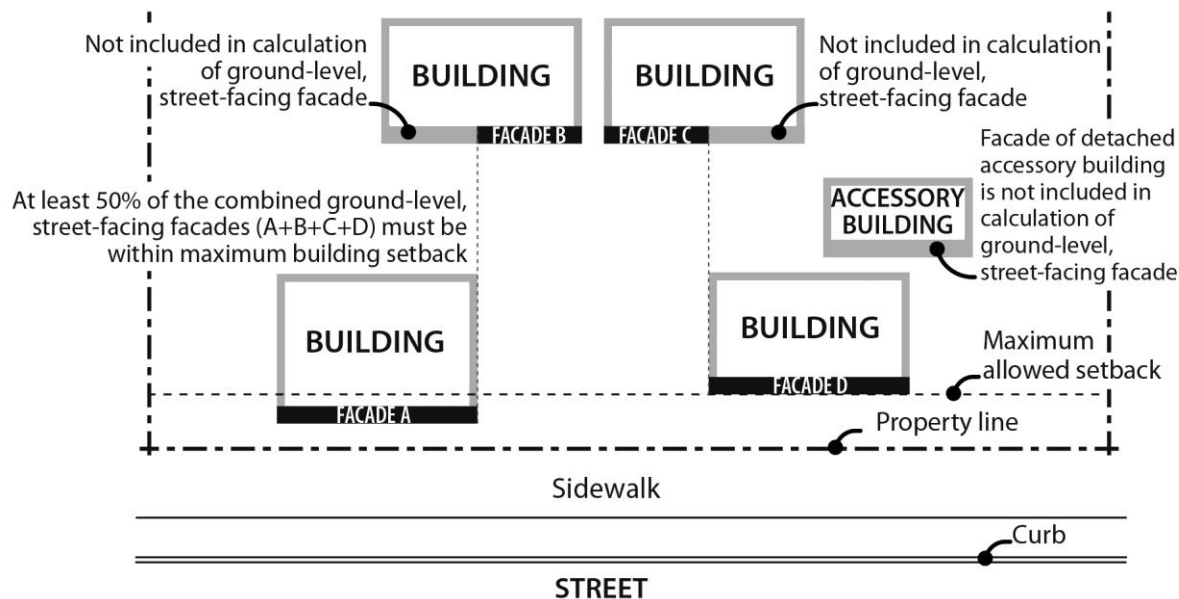 Not included in calculation
of ground-level,
street-facing facade
BUILDING
FACADE B
BUILDING
FACADE C
Not included in calculation
of ground-level,
street-facing facade
Facade of detached
accessory building
is not included in
calculation of
ground-level,
street-facing facade
ACCESSORY
BUILDING
At least 50% of the combined ground-level,
street-facing facades (A+B+C+D) must be
within maximum building setback
BUILDING
FACADE A
BUILDING
FACADE D
Maximum
allowed setback
Property line
Sidewalk
Curb
STREET